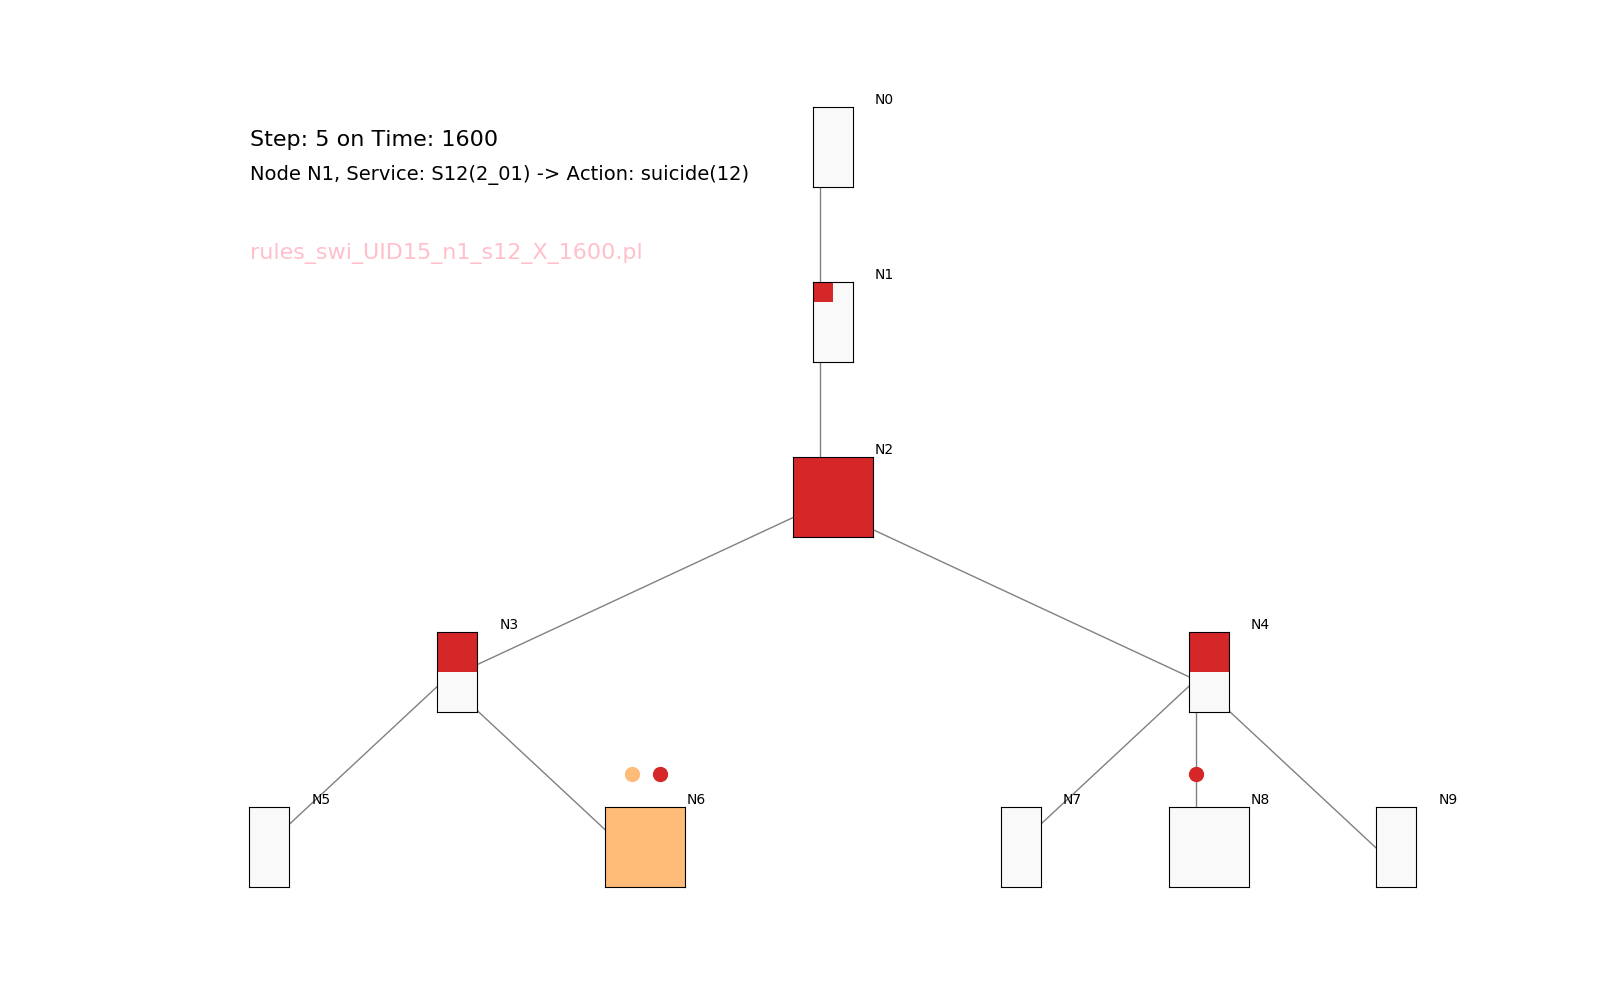 N0
Step: 5 on Time: 1600
Node N1, Service: S12(2_01) -> Action: suicide(12)
rules_swi_UID15_n1_s12_X_1600.pl
N1
N2
N3
N4
N5
N6
N7
N8
N9